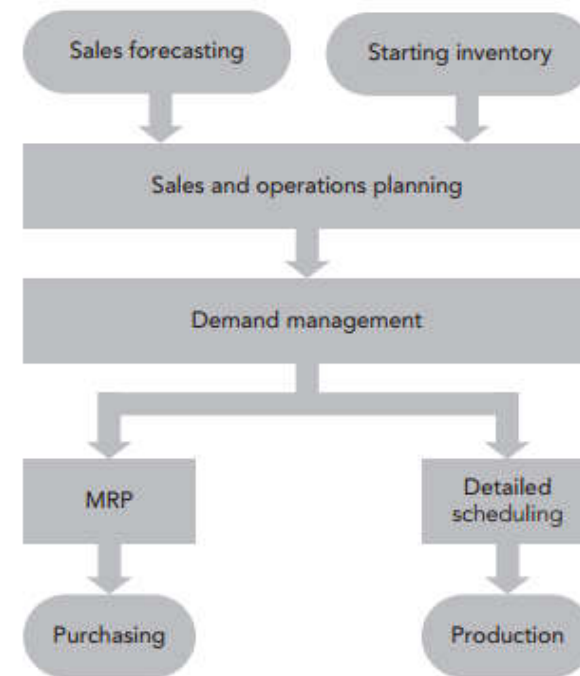 Sales forecasting
Starting inventory
Sales and operations planning
Demand management
MRP
Detailed
scheduling
Purchasing
Production